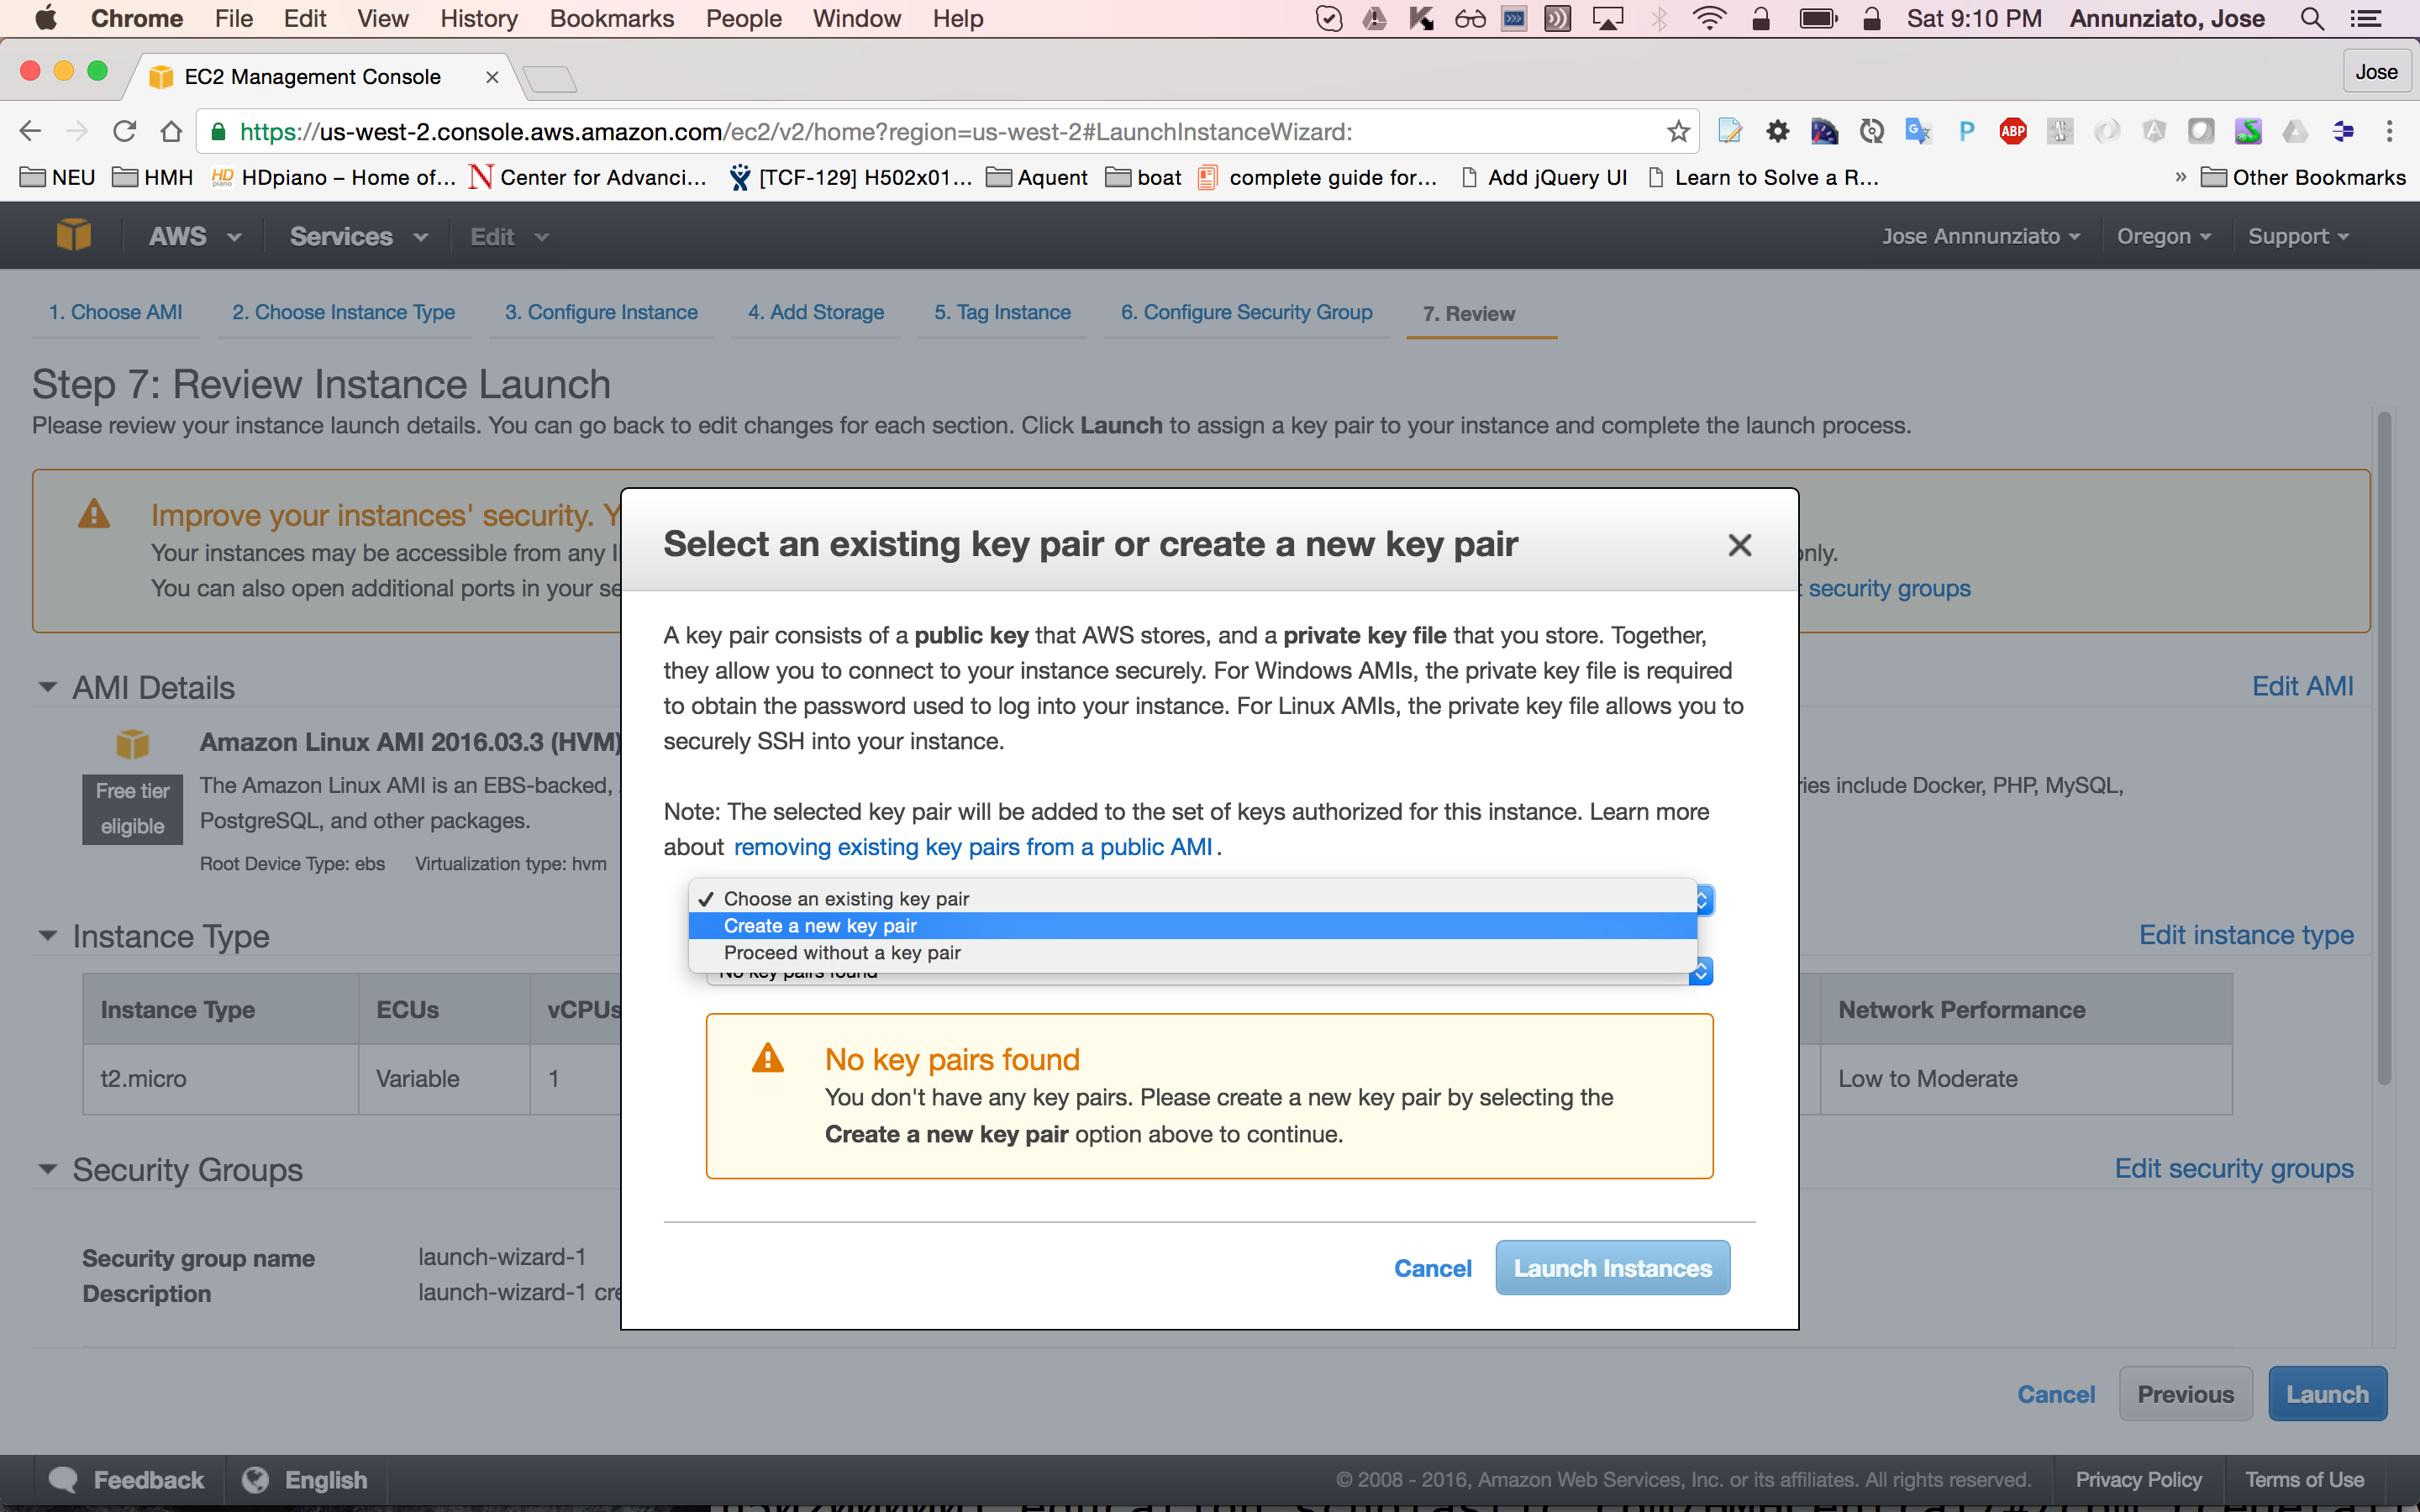 Chrome File Edit View History Bookmarks People Window Help Sat 9:10 PM Annunziato, Jose
EC2 Management Console Jose
https://us-west-2.console.aws.amazon.com/ec2/v2/home?region=us-west-2#LaunchInstanceWizard: P ABP
NEU HMH HD piano HDpiano – Home of... N Center for Advanci... [TCF-129] H502x01... Aquent boat complete guide for... Add jQuery UI Learn to Solve a R... » Other Bookmarks
AWS Services Edit Jose Annnunziato Oregon Support
1. Choose AMI 2. Choose Instance Type 3. Configure Instance 4. Add Storage 5. Tag Instance 6. Configure Security Group 7. Review
Step 7: Review Instance Launch
Please review your instance launch details. You can go back to edit changes for each section. Click Launch to assign a key pair to your instance and complete the launch process.
Improve your instances' security. Y
Your instances may be accessible from any I only.
You can also open additional ports in your se security groups
AMI Details Edit AMI
Amazon Linux AMI 2016.03.3 (HVM)
Free tier eligible
The Amazon Linux AMI is an EBS-backed, ries include Docker, PHP, MySQL,
PostgreSQL, and other packages.
Root Device Type: ebs Virtualization type: hvm
Instance Type Edit instance type
Instance Type ECUs vCPUs Network Performance
t2.micro Variable 1 Low to Moderate
Security Groups Edit security groups
Security group name launch-wizard-1
Description launch-wizard-1 cre
Select an existing key pair or create a new key pair
A key pair consists of a public key that AWS stores, and a private key file that you store. Together,
they allow you to connect to your instance securely. For Windows AMIs, the private key file is required
to obtain the password used to log into your instance. For Linux AMIs, the private key file allows you to
securely SSH into your instance.
Note: The selected key pair will be added to the set of keys authorized for this instance. Learn more
about removing existing key pairs from a public AMI .
✓ Choose an existing key pair
Create a new key pair
Proceed without a key pair
No key pairs found
No key pairs found
You don't have any key pairs. Please create a new key pair by selecting the
Create a new key pair option above to continue.
Cancel Launch Instances
Cancel Previous Launch
Feedback English © 2008 - 2016, Amazon Web Services, Inc. or its affiliates. All rights reserved. Privacy Policy Terms of Use